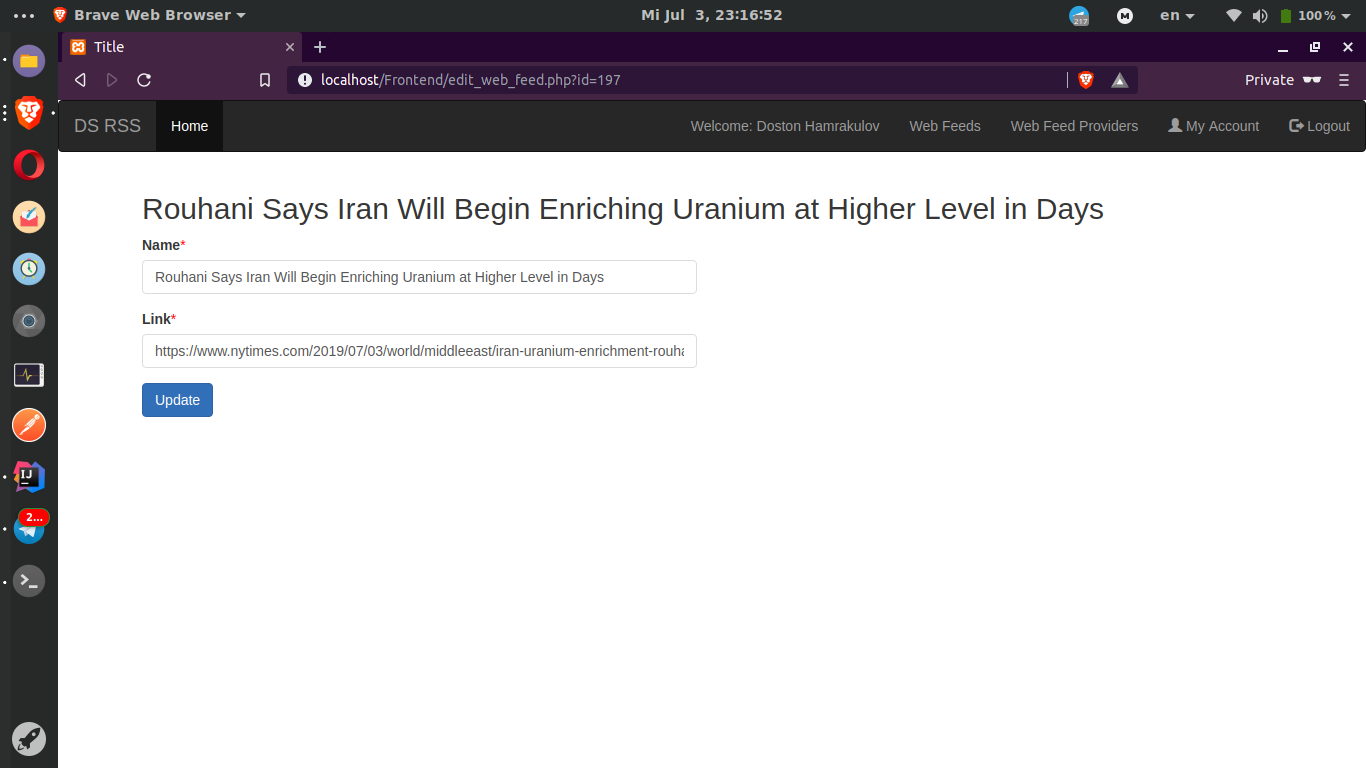 Brave Web Browser
Mi Jul 3, 23:16:52
217
M
en
100 %
Title
localhost/Frontend/edit_web_feed.php?id=197
Private
DS RSS
Home
Welcome: Doston Hamrakulov
Web Feeds
Web Feed Providers
My Account
Logout
Rouhani Says Iran Will Begin Enriching Uranium at Higher Level in Days
Name*
Rouhani Says Iran Will Begin Enriching Uranium at Higher Level in Days
Link*
https://www.nytimes.com/2019/07/03/world/middleeast/iran-uranium-enrichment-rouha
Update
IJ
2...